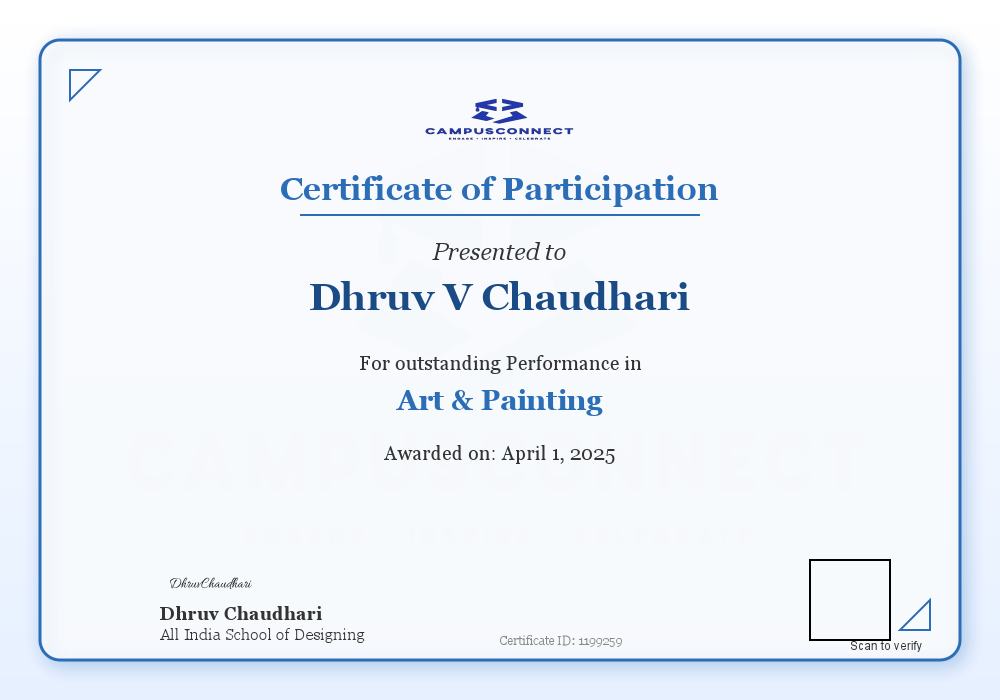 CAMPUSCONNECT
ENGAGE • INSPIRE • CELEBRATE
Certificate of Participation
Presented to
Dhruv V Chaudhari
For outstanding Performance in
Art & Painting
Awarded on: April 1, 2025
CAMPUSCONNECT
ENGAGE INSPIRE CELEBRATE
DhruvChaudhari
Dhruv Chaudhari
All India School of Designing
Certificate ID: 1199259
Scan to verify